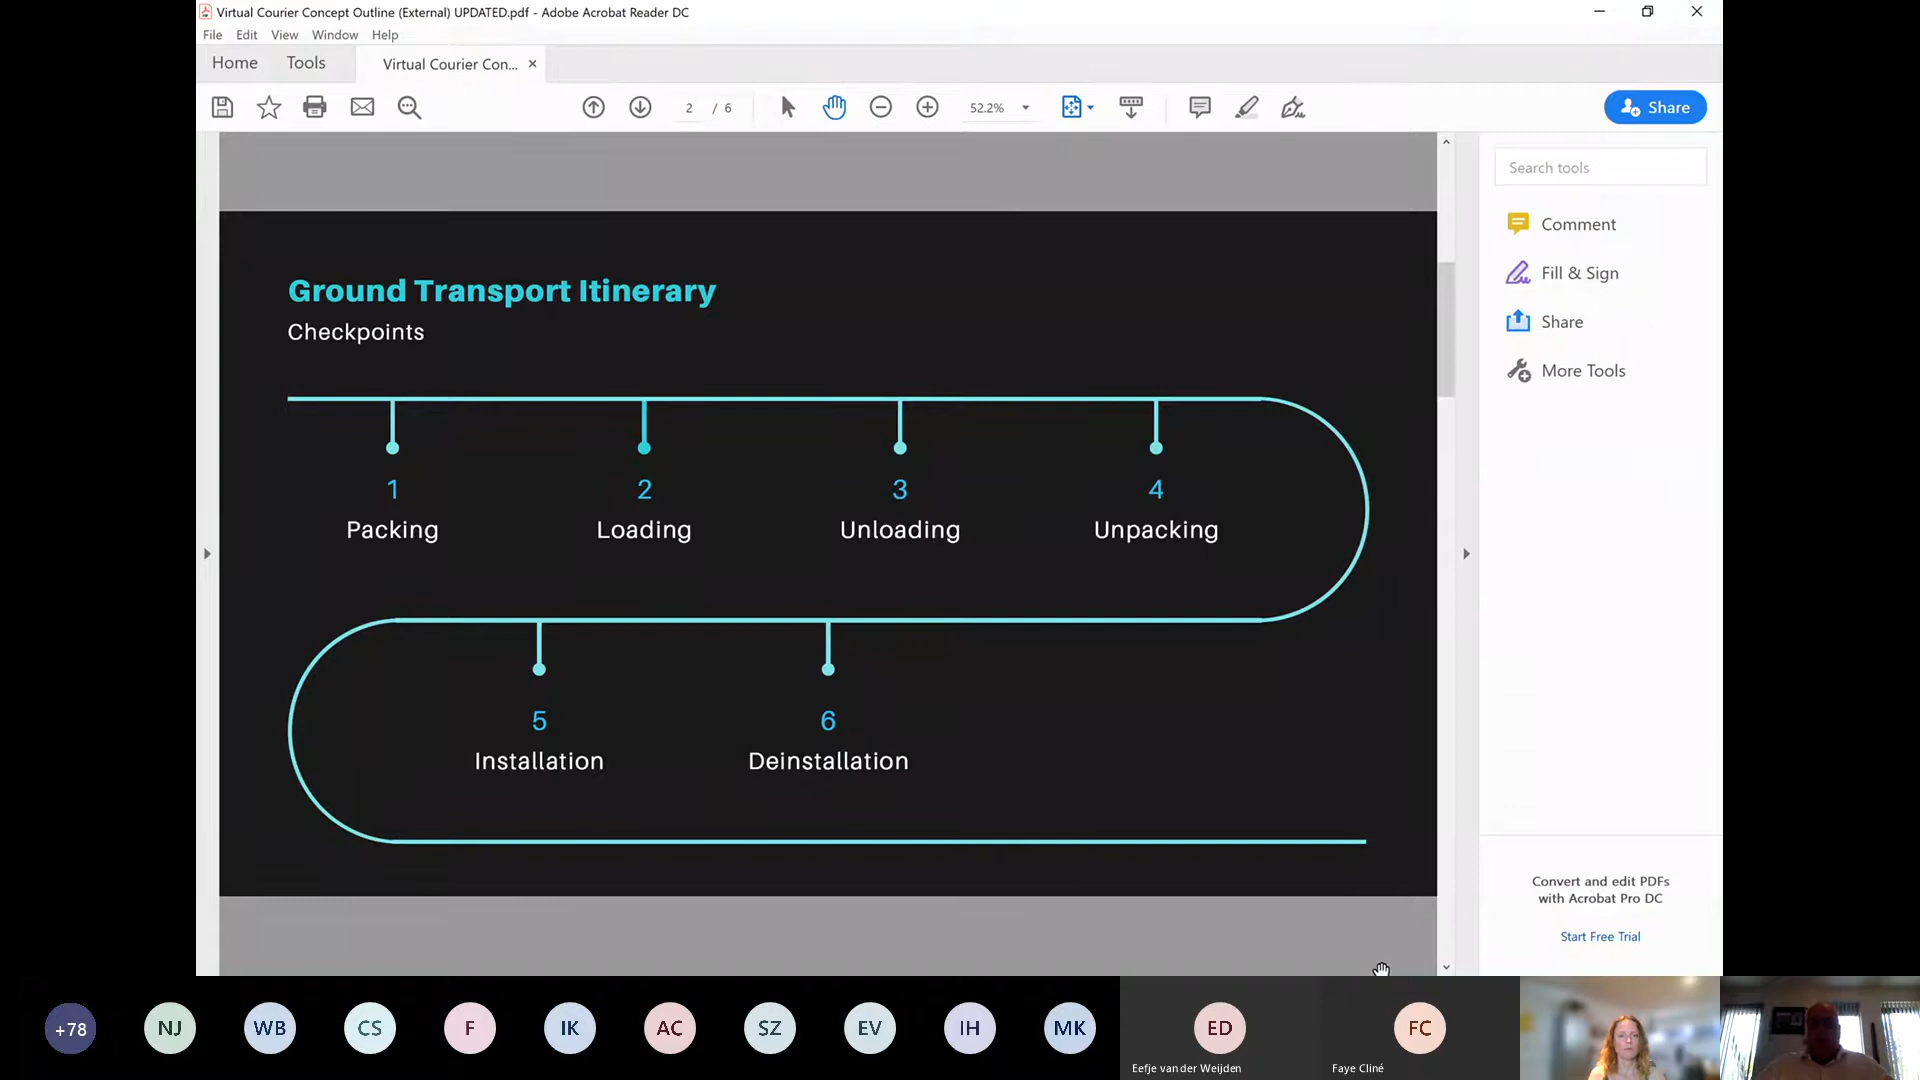 Virtual Courier Concept Outline (External) UPDATED.pdf - Adobe Acrobat Reader DC
File Edit View Window Help
Home Tools Virtual Courier Con...
2 / 6 52.2% Share
Search tools
Comment
Fill & Sign
Share
More Tools
Ground Transport Itinerary
Checkpoints
1 2 3 4
Packing Loading Unloading Unpacking
5 6
Installation Deinstallation
Convert and edit PDFs
with Acrobat Pro DC
Start Free Trial
+78 NJ WB CS F IK AC SZ EV IH MK ED FC
Eefje van der Weijden Faye Cliné